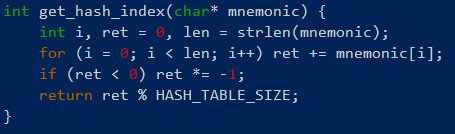 int get_hash_index(char* mnemonic) {
    int i, ret = 0, len = strlen(mnemonic);
    for (i = 0; i < len; i++) ret += mnemonic[i];
    if (ret < 0) ret *= -1;
    return ret % HASH_TABLE_SIZE;
}